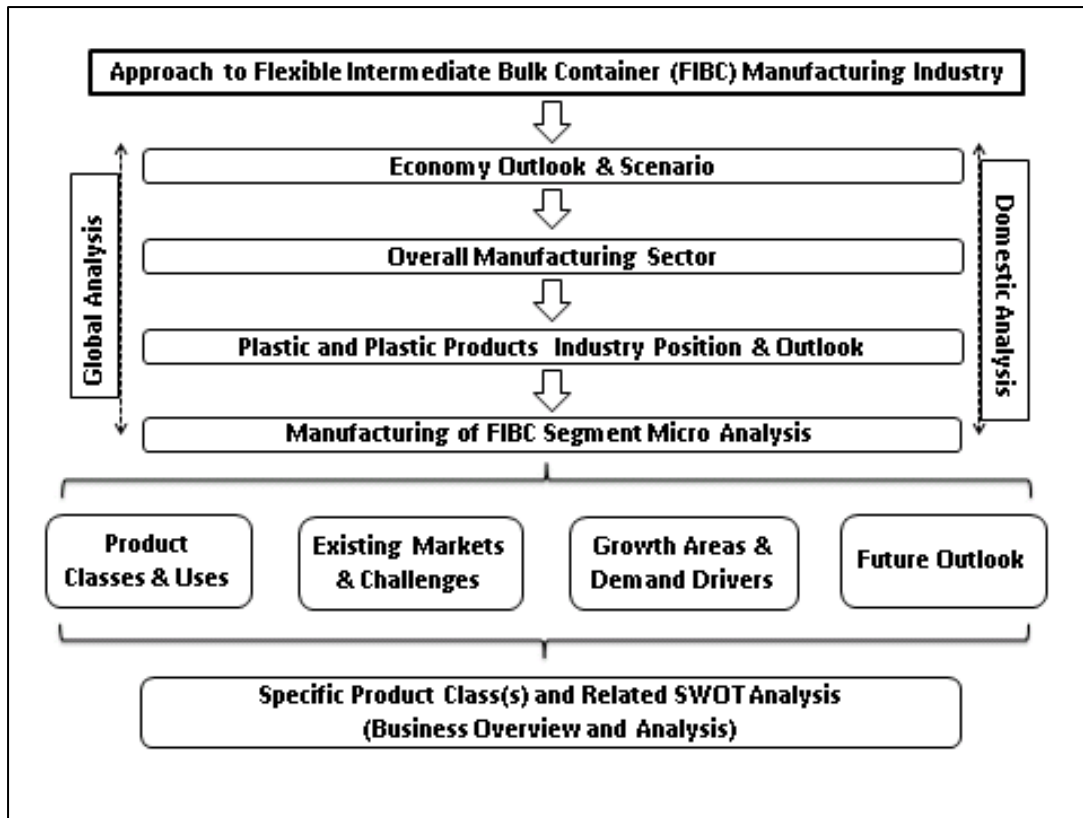 Approach to Flexible Intermediate Bulk Container (FIBC) Manufacturing Industry
Economy Outlook & Scenario
Global Analysis
Domestic Analysis
Overall Manufacturing Sector
Plastic and Plastic Products Industry Position & Outlook
Manufacturing of FIBC Segment Micro Analysis
Product
Classes & Uses
Existing Markets
& Challenges
Growth Areas &
Demand Drivers
Future Outlook
Specific Product Class(s) and Related SWOT Analysis
(Business Overview and Analysis)